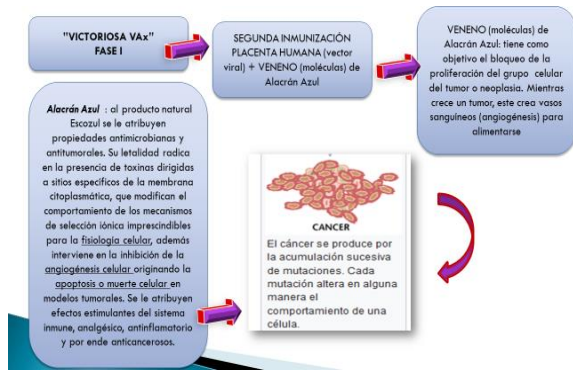 "VICTORIOSA VAx"
FASE I
SEGUNDA INMUNIZACIÓN
PLACENTA HUMANA (vector
viral) + VENENO (moléculas) de
Alacrán Azul
VENENO (moléculas) de
Alacrán Azul: tiene como
objetivo el bloqueo de la
proliferación del grupo celular
del tumor o neoplasia. Mientras
crece un tumor, este crea vasos
sanguíneos (angiogénesis) para
alimentarse
Alacrán Azul : al producto natural
Escozul se le atribuyen
propiedades antimicrobianas y
antitumorales. Su letalidad radica
en la presencia de toxinas dirigidas
a sitios específicos de la membrana
citoplasmática, que modifican el
comportamiento de los mecanismos
de selección iónica imprescindibles
para la fisiología celular, además
interviene en la inhibición de la
angiogénesis celular originando la
apoptosis o muerte celular en
modelos tumorales. Se le atribuyen
efectos estimulantes del sistema
inmune, analgésico, antinflamatorio
y por ende anticancerosos.
CANCER
El cáncer se produce por
la acumulación sucesiva
de mutaciones. Cada
mutación altera en alguna
manera el
comportamiento de una
célula.